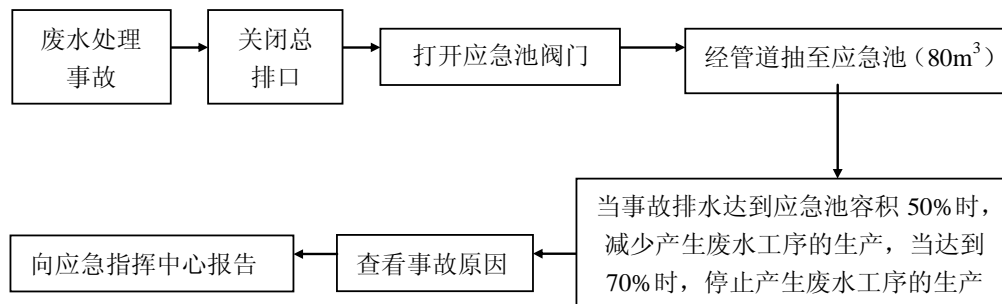 废水处理
事故
关闭总
排口
打开应急池阀门
经管道抽至应急池（80m³）
当事故排水达到应急池容积 50%时，
减少产生废水工序的生产，当达到
70%时，停止产生废水工序的生产
查看事故原因
向应急指挥中心报告